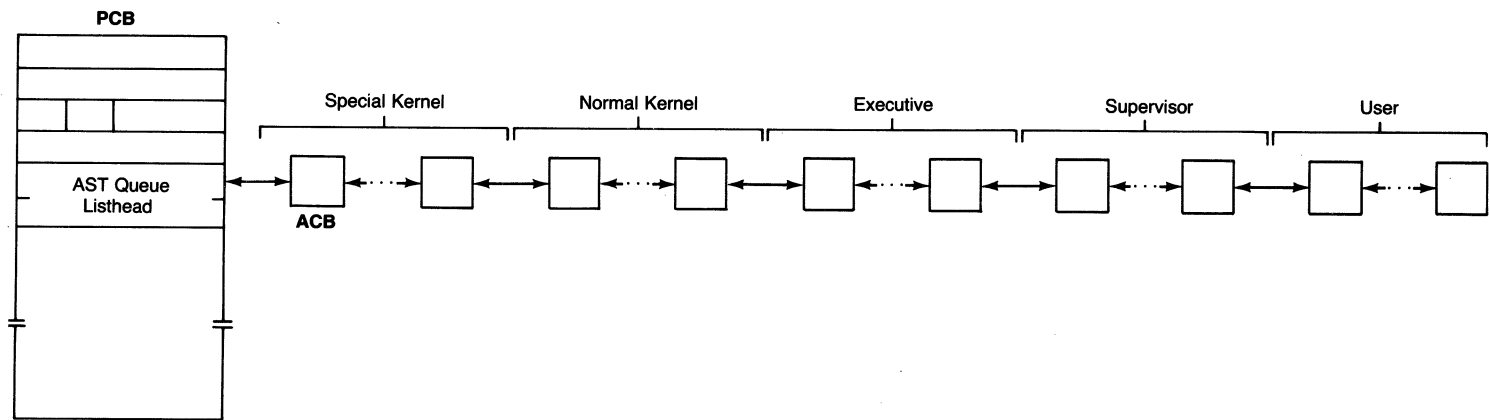 PCB
Special Kernel
Normal Kernel
Executive
Supervisor
User
AST Queue
Listhead
ACB